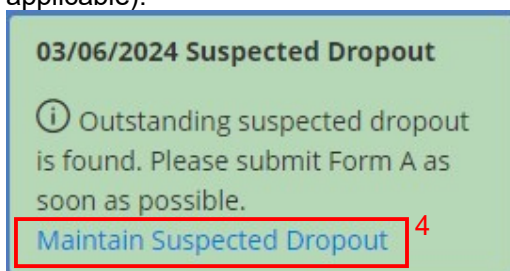 applicable).
03/06/2024 Suspected Dropout
Outstanding suspected dropout
is found. Please submit Form A as
soon as possible.
Maintain Suspected Dropout 4